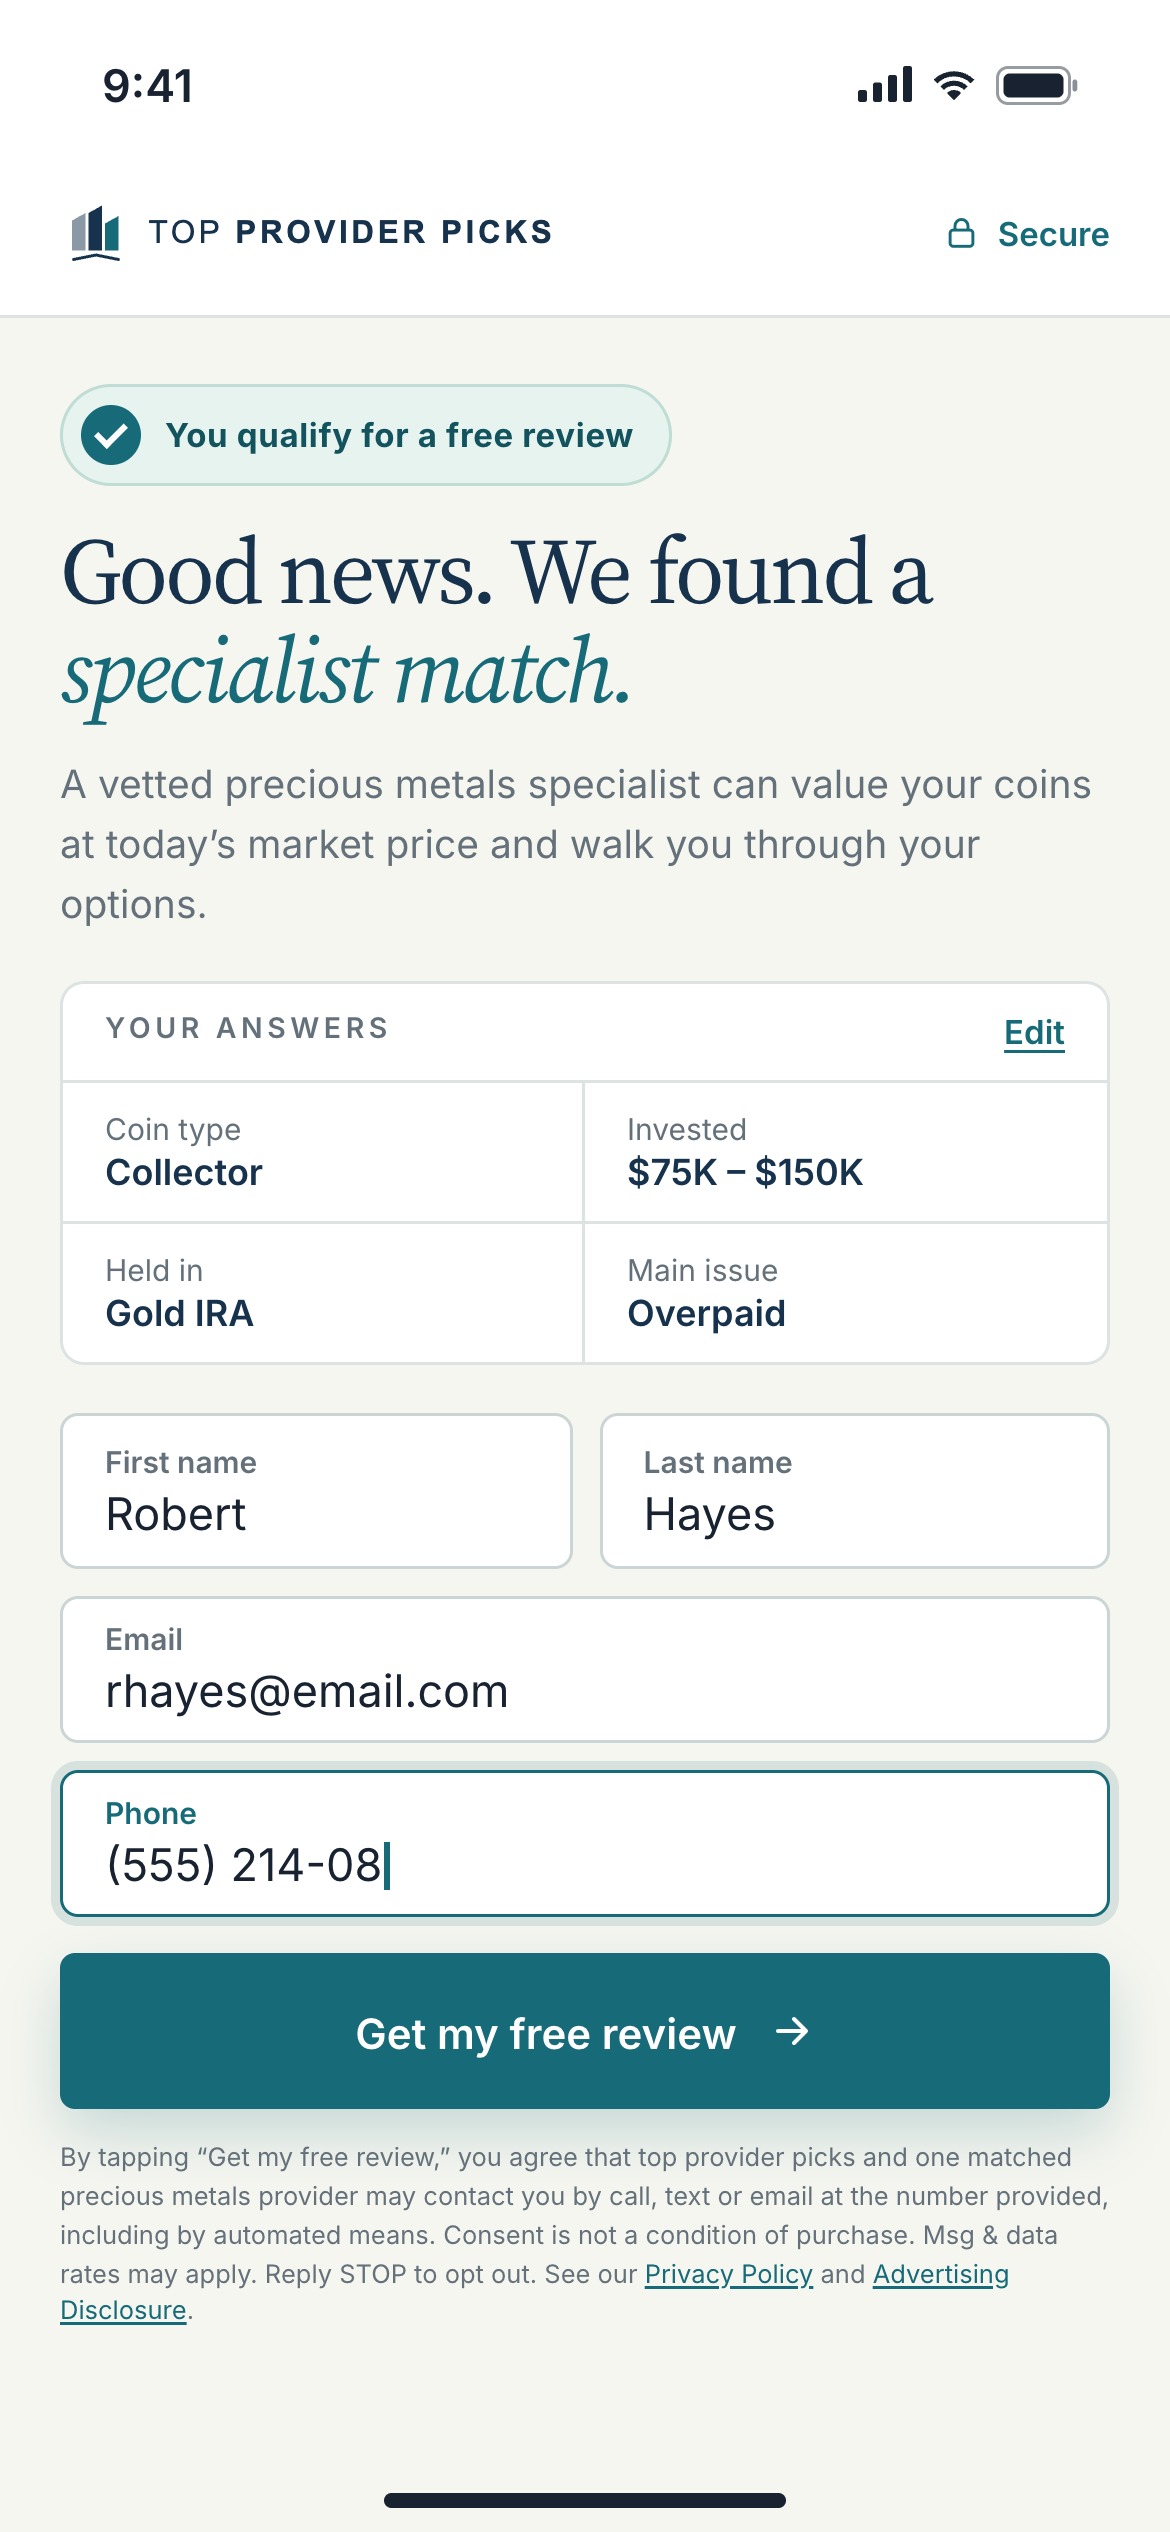 9:41
TOP PROVIDER PICKS
Secure
You qualify for a free review
Good news. We found a
specialist match.
A vetted precious metals specialist can value your coins
at today’s market price and walk you through your
options.
YOUR ANSWERS
Edit
Coin type
Collector
Invested
$75K – $150K
Held in
Gold IRA
Main issue
Overpaid
First name
Robert
Last name
Hayes
Email
rhayes@email.com
Phone
(555) 214-08
Get my free review →
By tapping “Get my free review,” you agree that top provider picks and one matched
precious metals provider may contact you by call, text or email at the number provided,
including by automated means. Consent is not a condition of purchase. Msg & data
rates may apply. Reply STOP to opt out. See our Privacy Policy and Advertising
Disclosure.